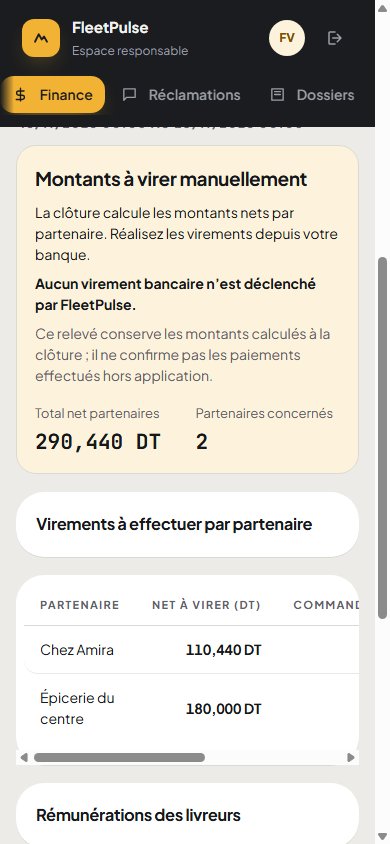 FleetPulse
Espace responsable
FV
Finance
Réclamations
Dossiers
Montants à virer manuellement
La clôture calcule les montants nets par
partenaire. Réalisez les virements depuis votre
banque.
Aucun virement bancaire n’est déclenché
par FleetPulse.
Ce relevé conserve les montants calculés à la
clôture ; il ne confirme pas les paiements
effectués hors application.
Total net partenaires
Partenaires concernés
290,440 DT
2
Virements à effectuer par partenaire
PARTENAIRE NET À VIRER (DT)
Chez Amira 110,440 DT
Épicerie du
centre
180,000 DT
Rémunérations des livreurs